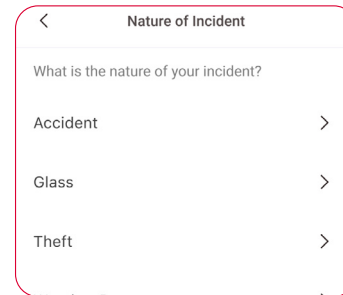 Nature of Incident
What is the nature of your incident?
Accident
Glass
Theft